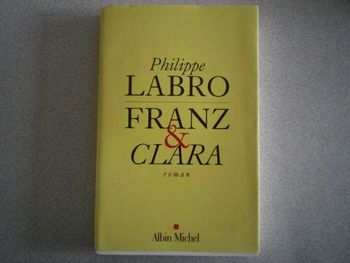 Philippe
LABRO
FRANZ
&
CLARA
roman
Albin Michel